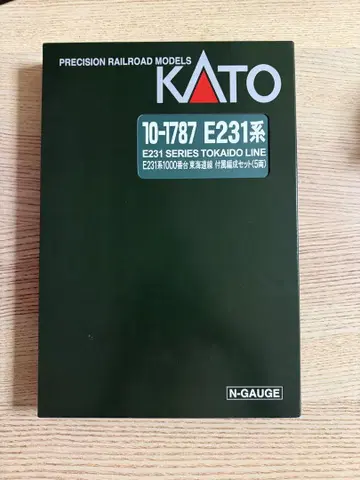 PRECISION RAILROAD MODELS
KATO
10-1787 E231系
E231 SERIES TOKAIDO LINE
E231系1000番台 東海道線 付属編成セット(5両)
N-GAUGE